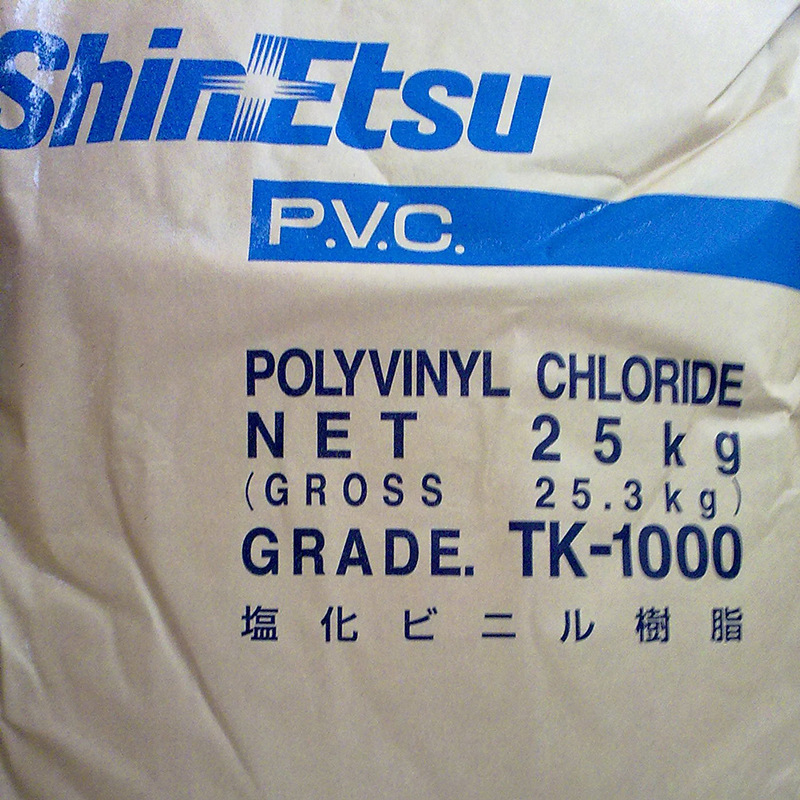 ShinEtsu
P.V.C.
POLYVINYL CHLORIDE
NET 25kg
(GROSS 25.3kg)
GRADE. TK-1000
塩化ビニル樹脂